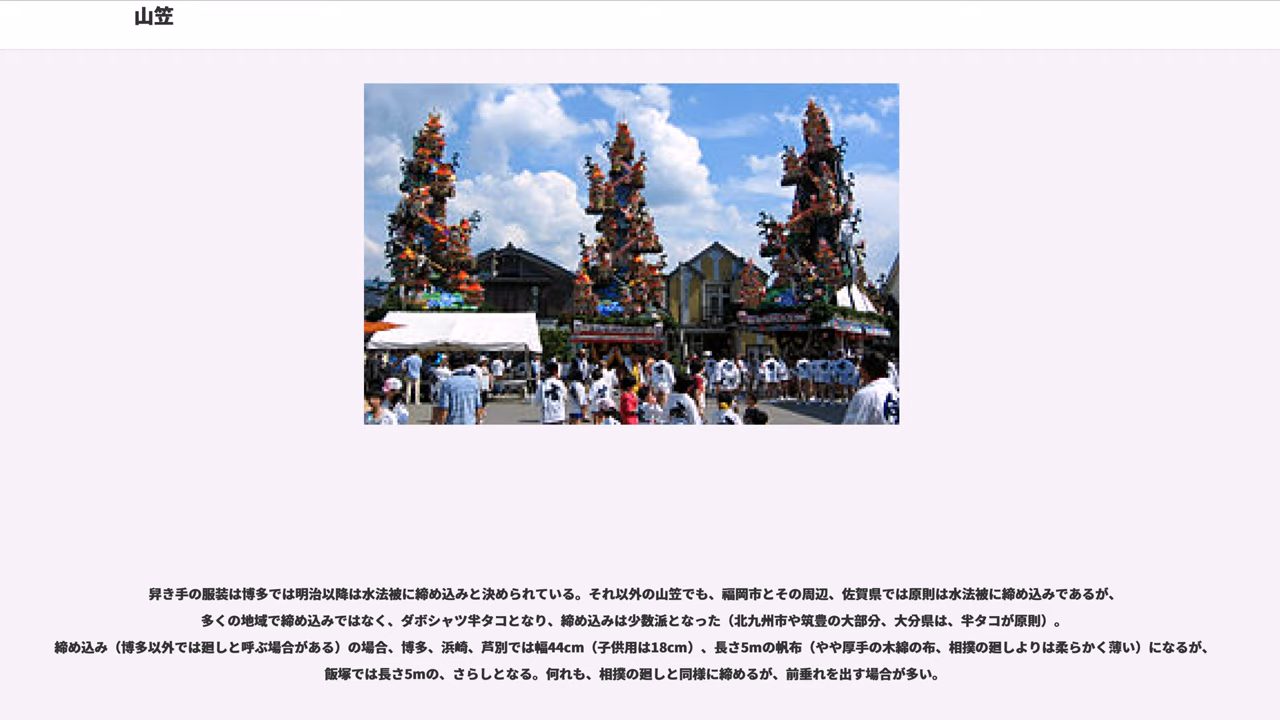 山笠
舁き手の服装は博多では明治以降は水法被に締め込みと決められている。それ以外の山笠でも、福岡市とその周辺、佐賀県では原則は水法被に締め込みであるが、
多くの地域で締め込みではなく、ダボシャツ半タコとなり、締め込みは少数派となった（北九州市や筑豊の大部分、大分県は、半タコが原則）。
締め込み（博多以外では廻しと呼ぶ場合がある）の場合、博多、浜崎、芦別では幅44cm（子供用は18cm）、長さ5mの帆布（やや厚手の木綿の布、相撲の廻しよりは柔らかく薄い）になるが、
飯塚では長さ5mの、さらしとなる。何れも、相撲の廻しと同様に締めるが、前垂れを出す場合が多い。